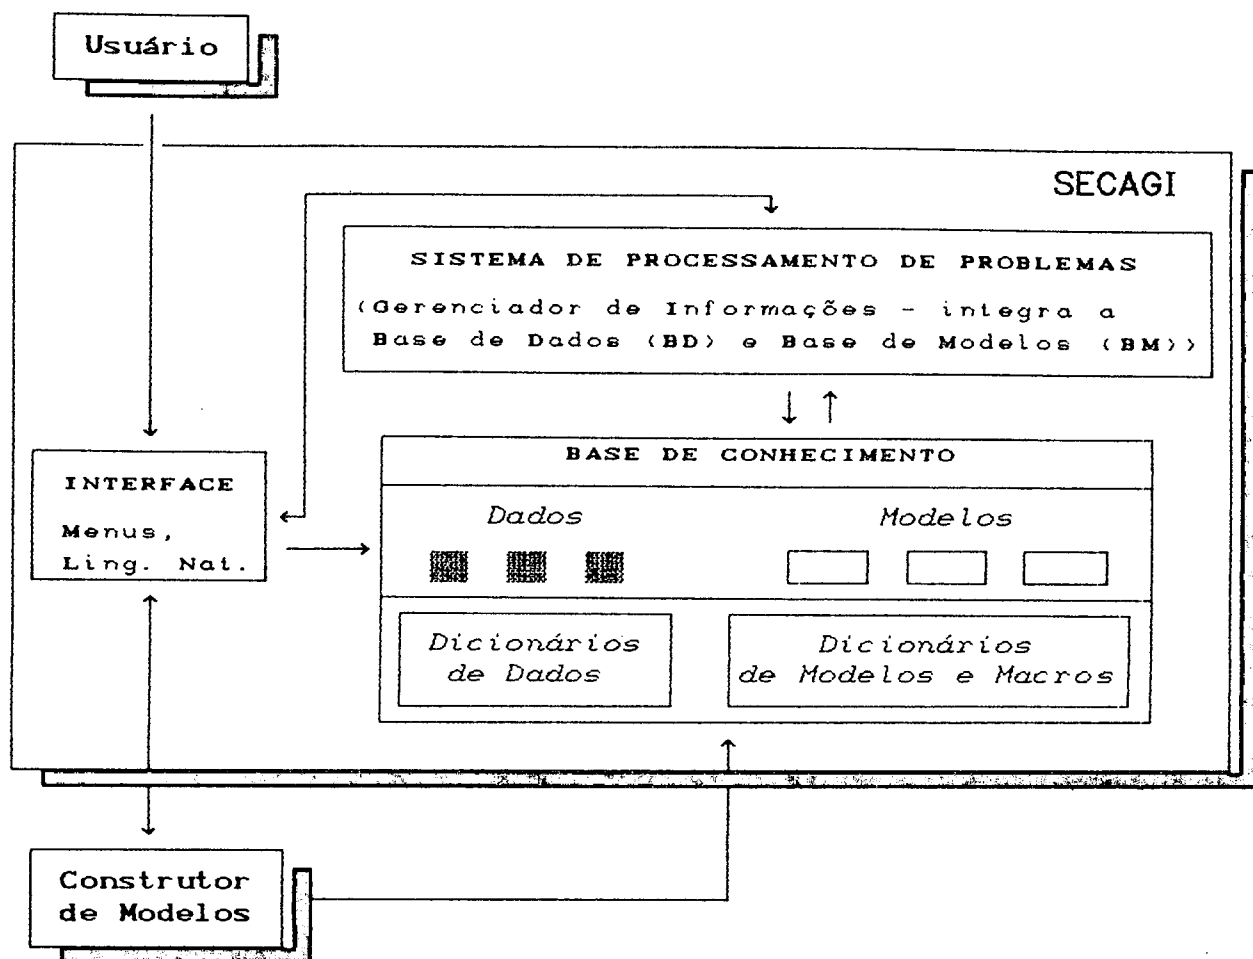 Usuário
SECAGI
SISTEMA DE PROCESSAMENTO DE PROBLEMAS
(Gerenciador de Informações - integra a
Base de Dados (BD) e Base de Modelos (BM))
INTERFACE
Menus,
Ling. Nat.
BASE DE CONHECIMENTO
Dados
Modelos
Dicionários
de Dados
Dicionários
de Modelos e Macros
Construtor
de Modelos